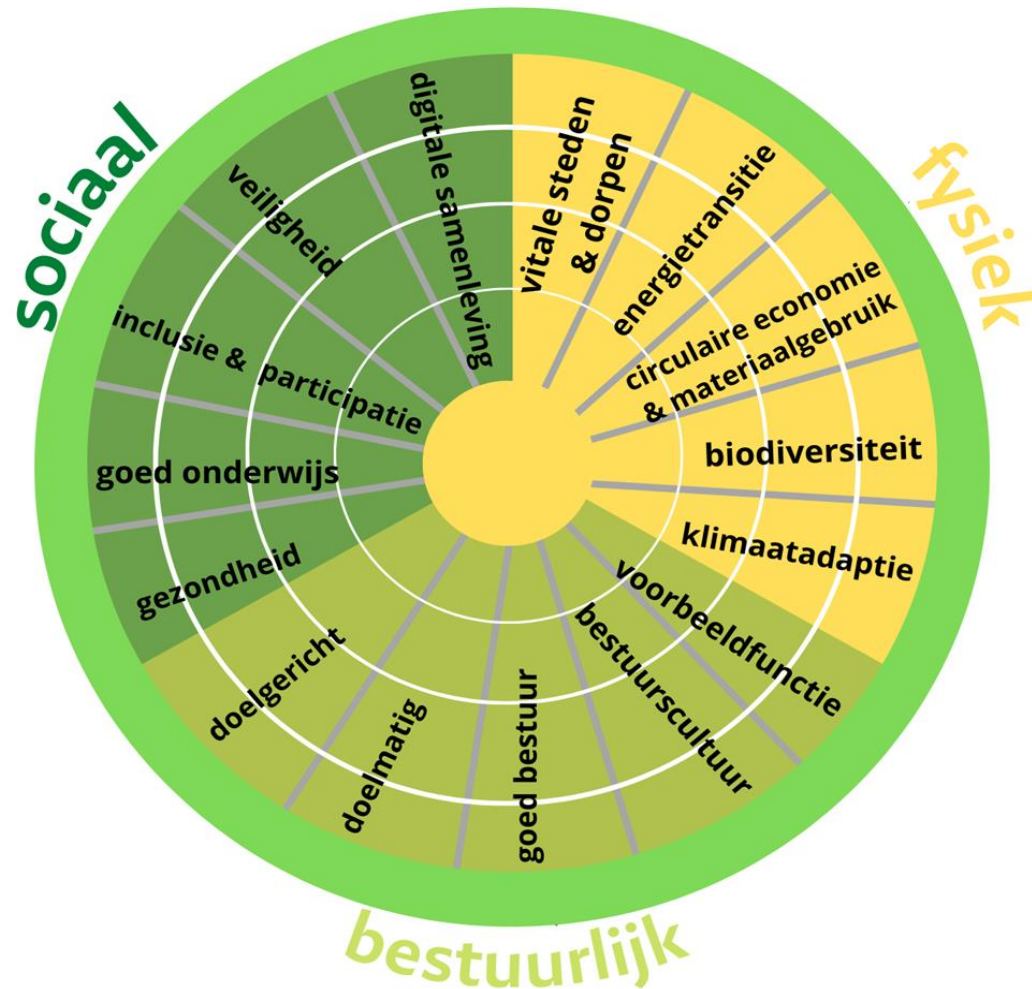 sociaal
fysiek
bestuurlijk
vitale steden
& dorpen
energietransitie
circulaire economie
& materiaalgebruik
biodiversiteit
klimaatadaptie
voorbeeldfunctie
bestuurscultuur
goed bestuur
doelmatig
doelgericht
gezondheid
goed onderwijs
inclusie & participatie
veiligheid
digitale samenleving